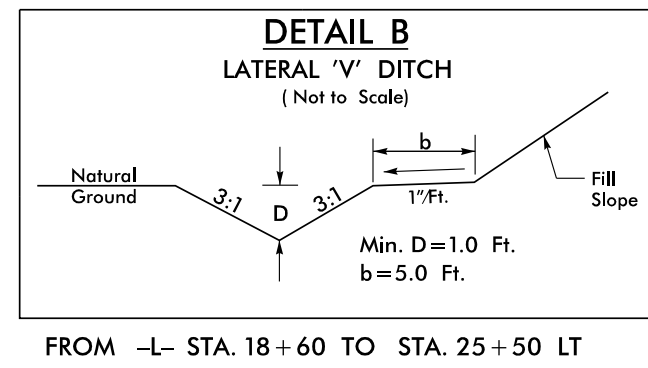 DETAIL B
LATERAL 'V' DITCH
(Not to Scale)
b
Natural
Ground
3:1
D
3:1
1"/Ft.
Fill
Slope
Min. D=1.0 Ft.
b=5.0 Ft.
FROM -L- STA. 18+60 TO STA. 25+50 LT